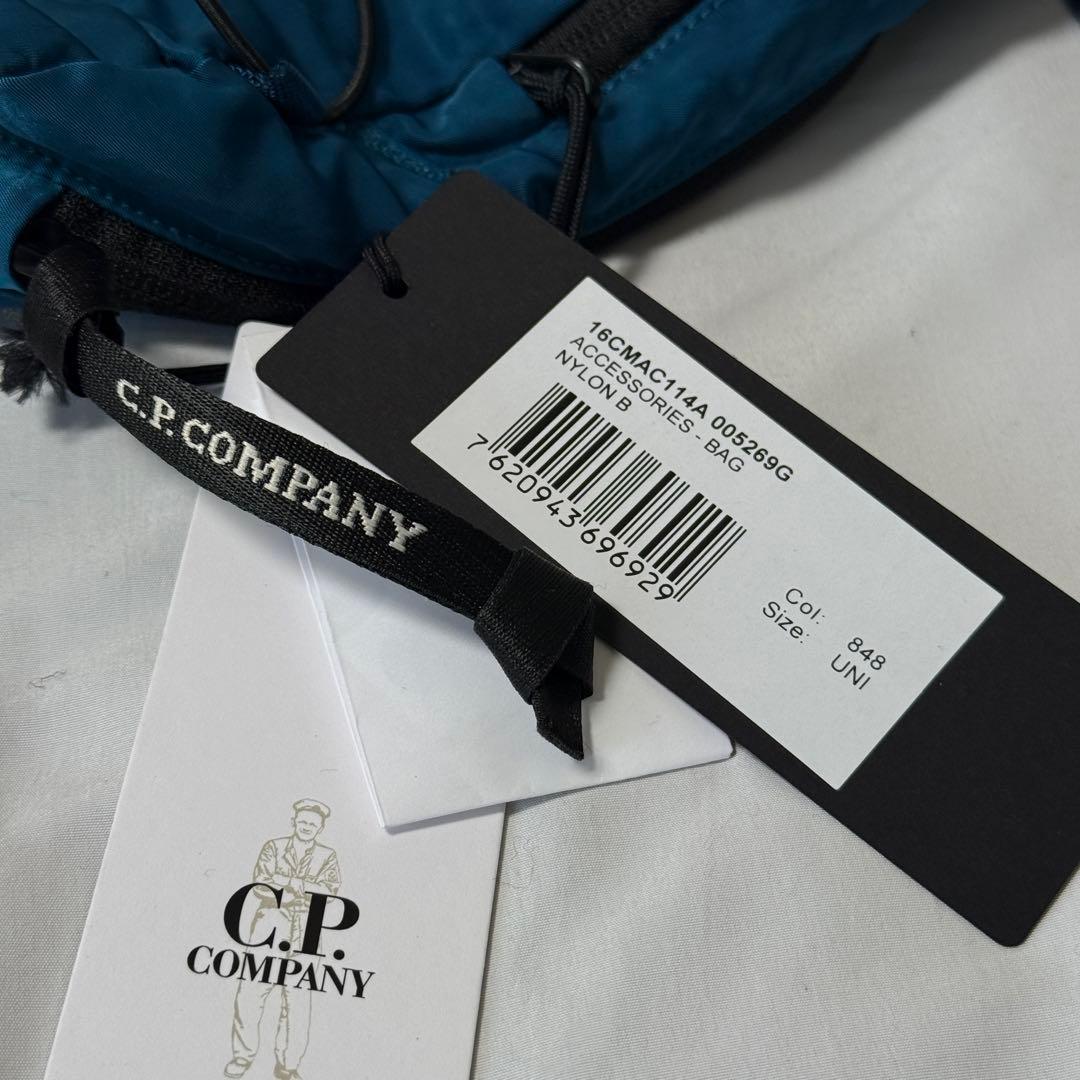 16CMAC114A 005269G
ACCESSORIES - BAG
NYLON B
7 620943 696929
Col: 848
Size: UNI
C.P. COMPANY
C.P.
COMPANY